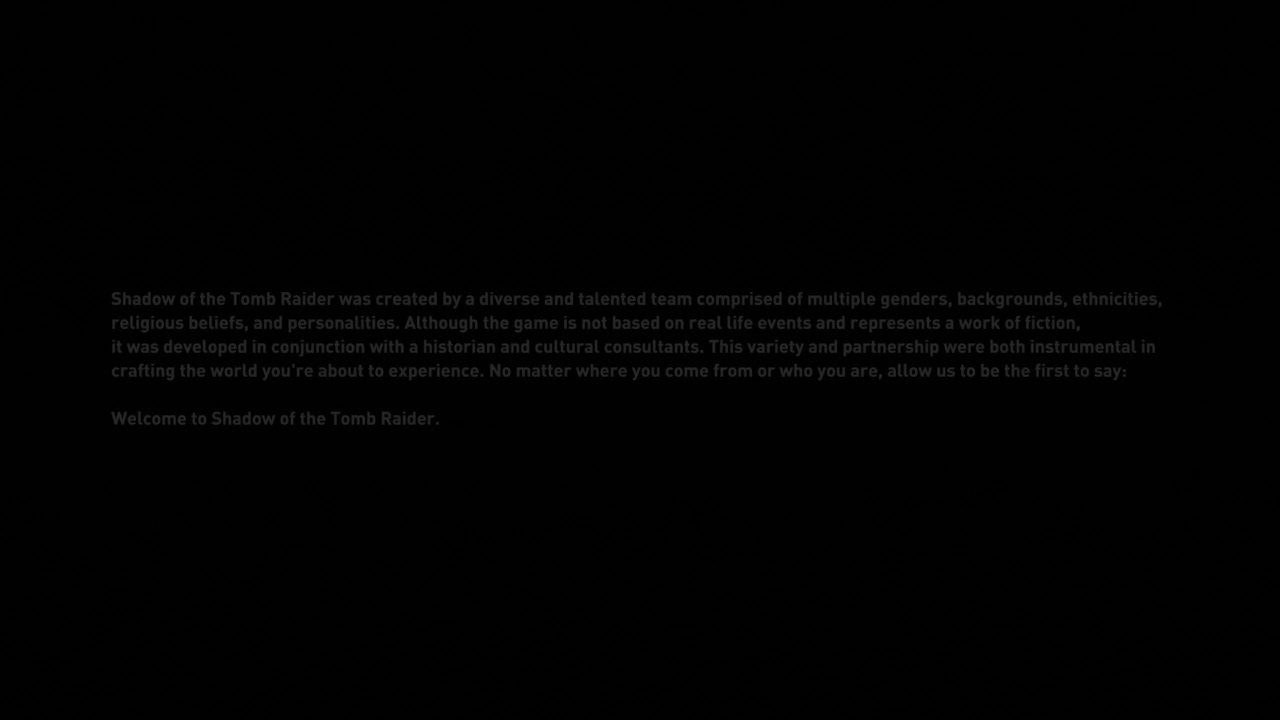 Shadow of the Tomb Raider was created by a diverse and talented team comprised of multiple genders, backgrounds, ethnicities,
religious beliefs, and personalities. Although the game is not based on real life events and represents a work of fiction,
it was developed in conjunction with a historian and cultural consultants. This variety and partnership were both instrumental in
crafting the world you're about to experience. No matter where you come from or who you are, allow us to be the first to say:
Welcome to Shadow of the Tomb Raider.